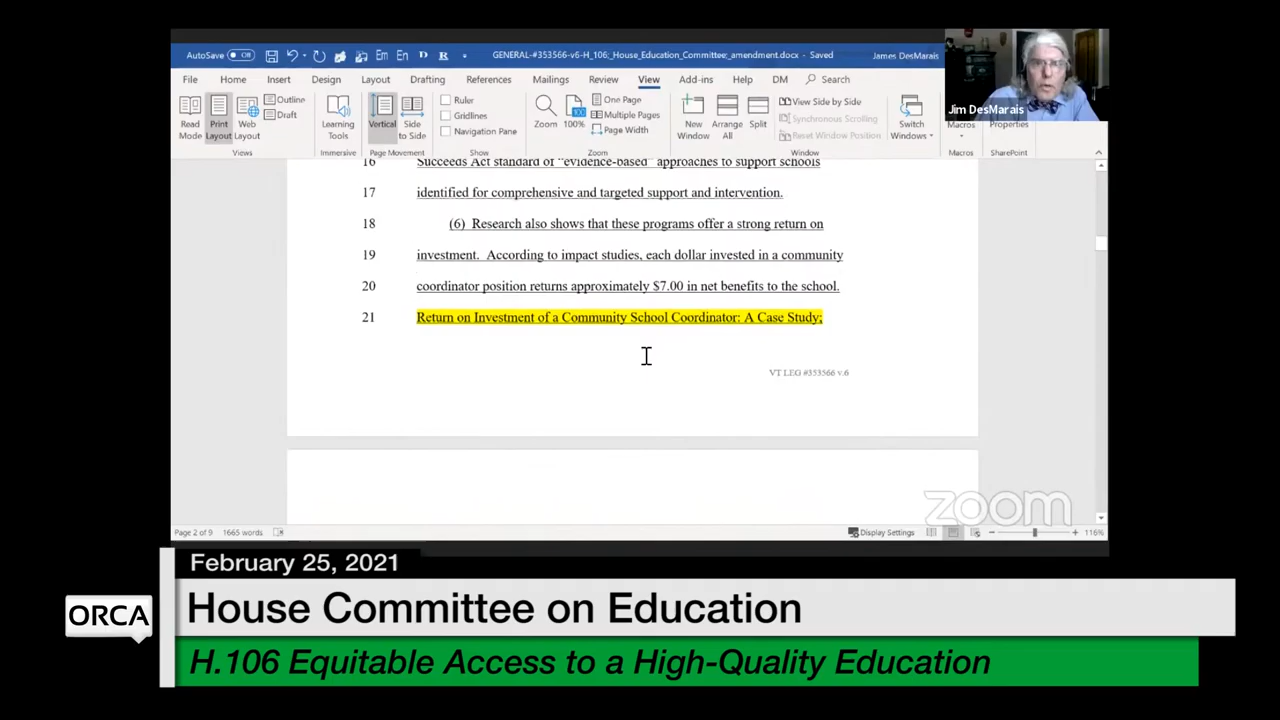 AutoSave Off
GENERAL-#353566-v6-H_106;_House_Education_Committee;_amendment.docx - Saved
James DesMarais
File Home Insert Design Draw Layout References Mailings Review View Add-ins Help DM Search
Read Mode
Print Layout
Web Layout
Outline
Draft
Views
Learning Tools
Immersive
Vertical
Side to Side
Page Movement
Ruler
Gridlines
Navigation Pane
Show
Zoom
100%
One Page
Multiple Pages
Page Width
Zoom
New Window
Arrange All
Split
View Side by Side
Synchronous Scrolling
Reset Window Position
Window
Switch Windows
Macros
Macros
Properties
SharePoint
Jim DesMarais
16 Succeeds Act standard of "evidence-based" approaches to support schools
17 identified for comprehensive and targeted support and intervention.
18 (6) Research also shows that these programs offer a strong return on
19 investment. According to impact studies, each dollar invested in a community
20 coordinator position returns approximately $7.00 in net benefits to the school.
21 Return on Investment of a Community School Coordinator: A Case Study;
VT LEG #353566 v.6
zoom
Page 2 of 9 1665 words
Display Settings
116%
February 25, 2021
ORCA
House Committee on Education
H.106 Equitable Access to a High-Quality Education